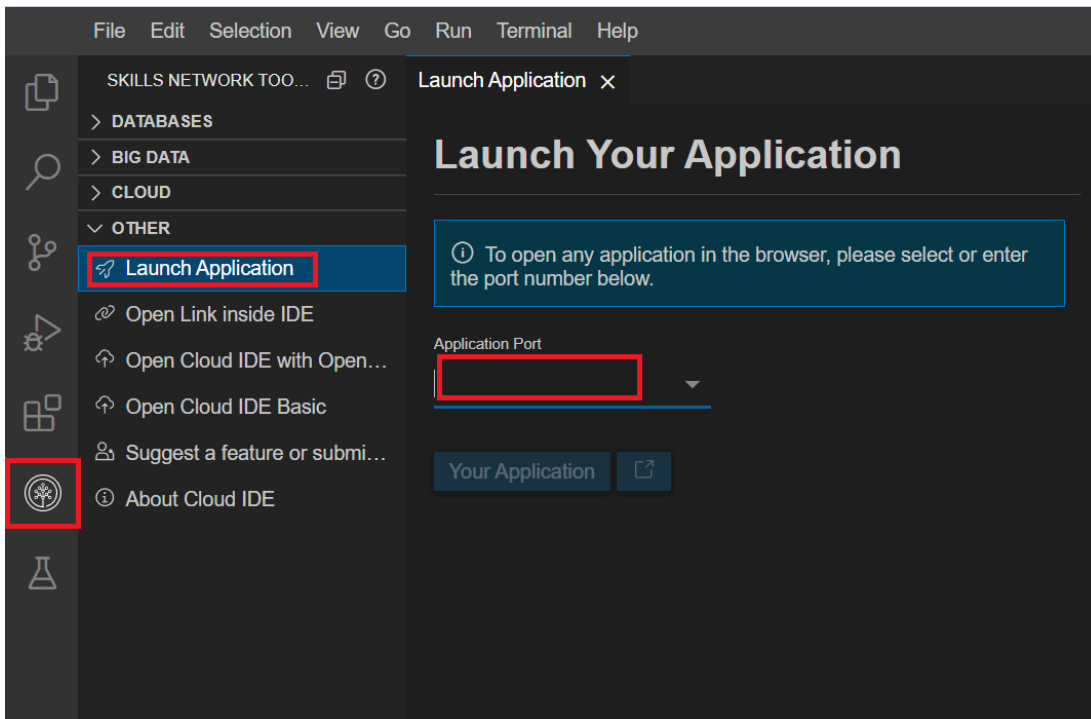 File Edit Selection View Go Run Terminal Help
SKILLS NETWORK TOO...
Launch Application
DATABASES
BIG DATA
CLOUD
OTHER
Launch Application
Open Link inside IDE
Open Cloud IDE with Open...
Open Cloud IDE Basic
Suggest a feature or submi...
About Cloud IDE
Launch Your Application
To open any application in the browser, please select or enter
the port number below.
Application Port
Your Application